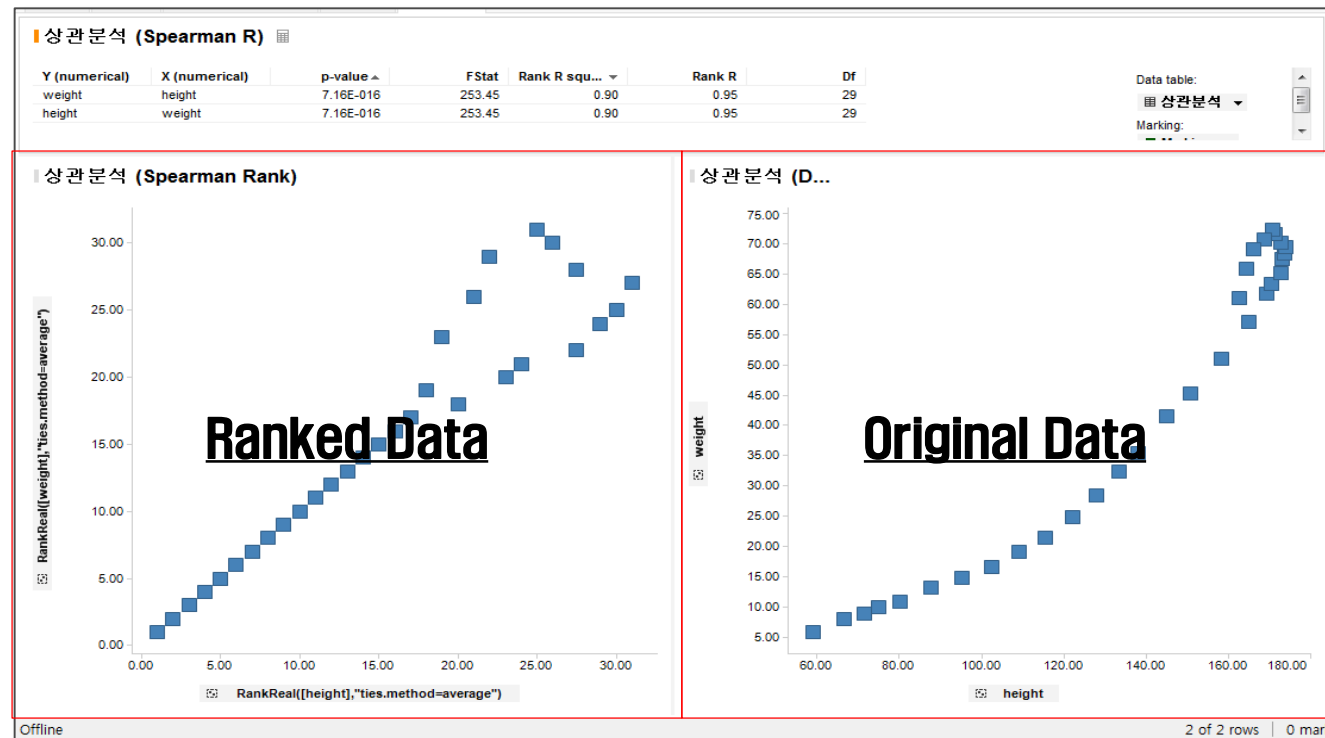 상관분석 (Spearman R)
Y (numerical) X (numerical) p-value FStat Rank R squ... Rank R Df
weight height 7.16E-016 253.45 0.90 0.95 29
height weight 7.16E-016 253.45 0.90 0.95 29
Data table:
상관분석
Marking:
상관분석 (Spearman Rank)
30.00
25.00
20.00
15.00
10.00
5.00
0.00
RankReal([weight],"ties.method=average")
Ranked Data
0.00 5.00 10.00 15.00 20.00 25.00 30.00
RankReal([height],"ties.method=average")
상관분석 (D...
75.00
70.00
65.00
60.00
55.00
50.00
45.00
40.00
35.00
30.00
25.00
20.00
15.00
10.00
5.00
weight
Original Data
60.00 80.00 100.00 120.00 140.00 160.00 180.00
height
Offline 2 of 2 rows 0 mar